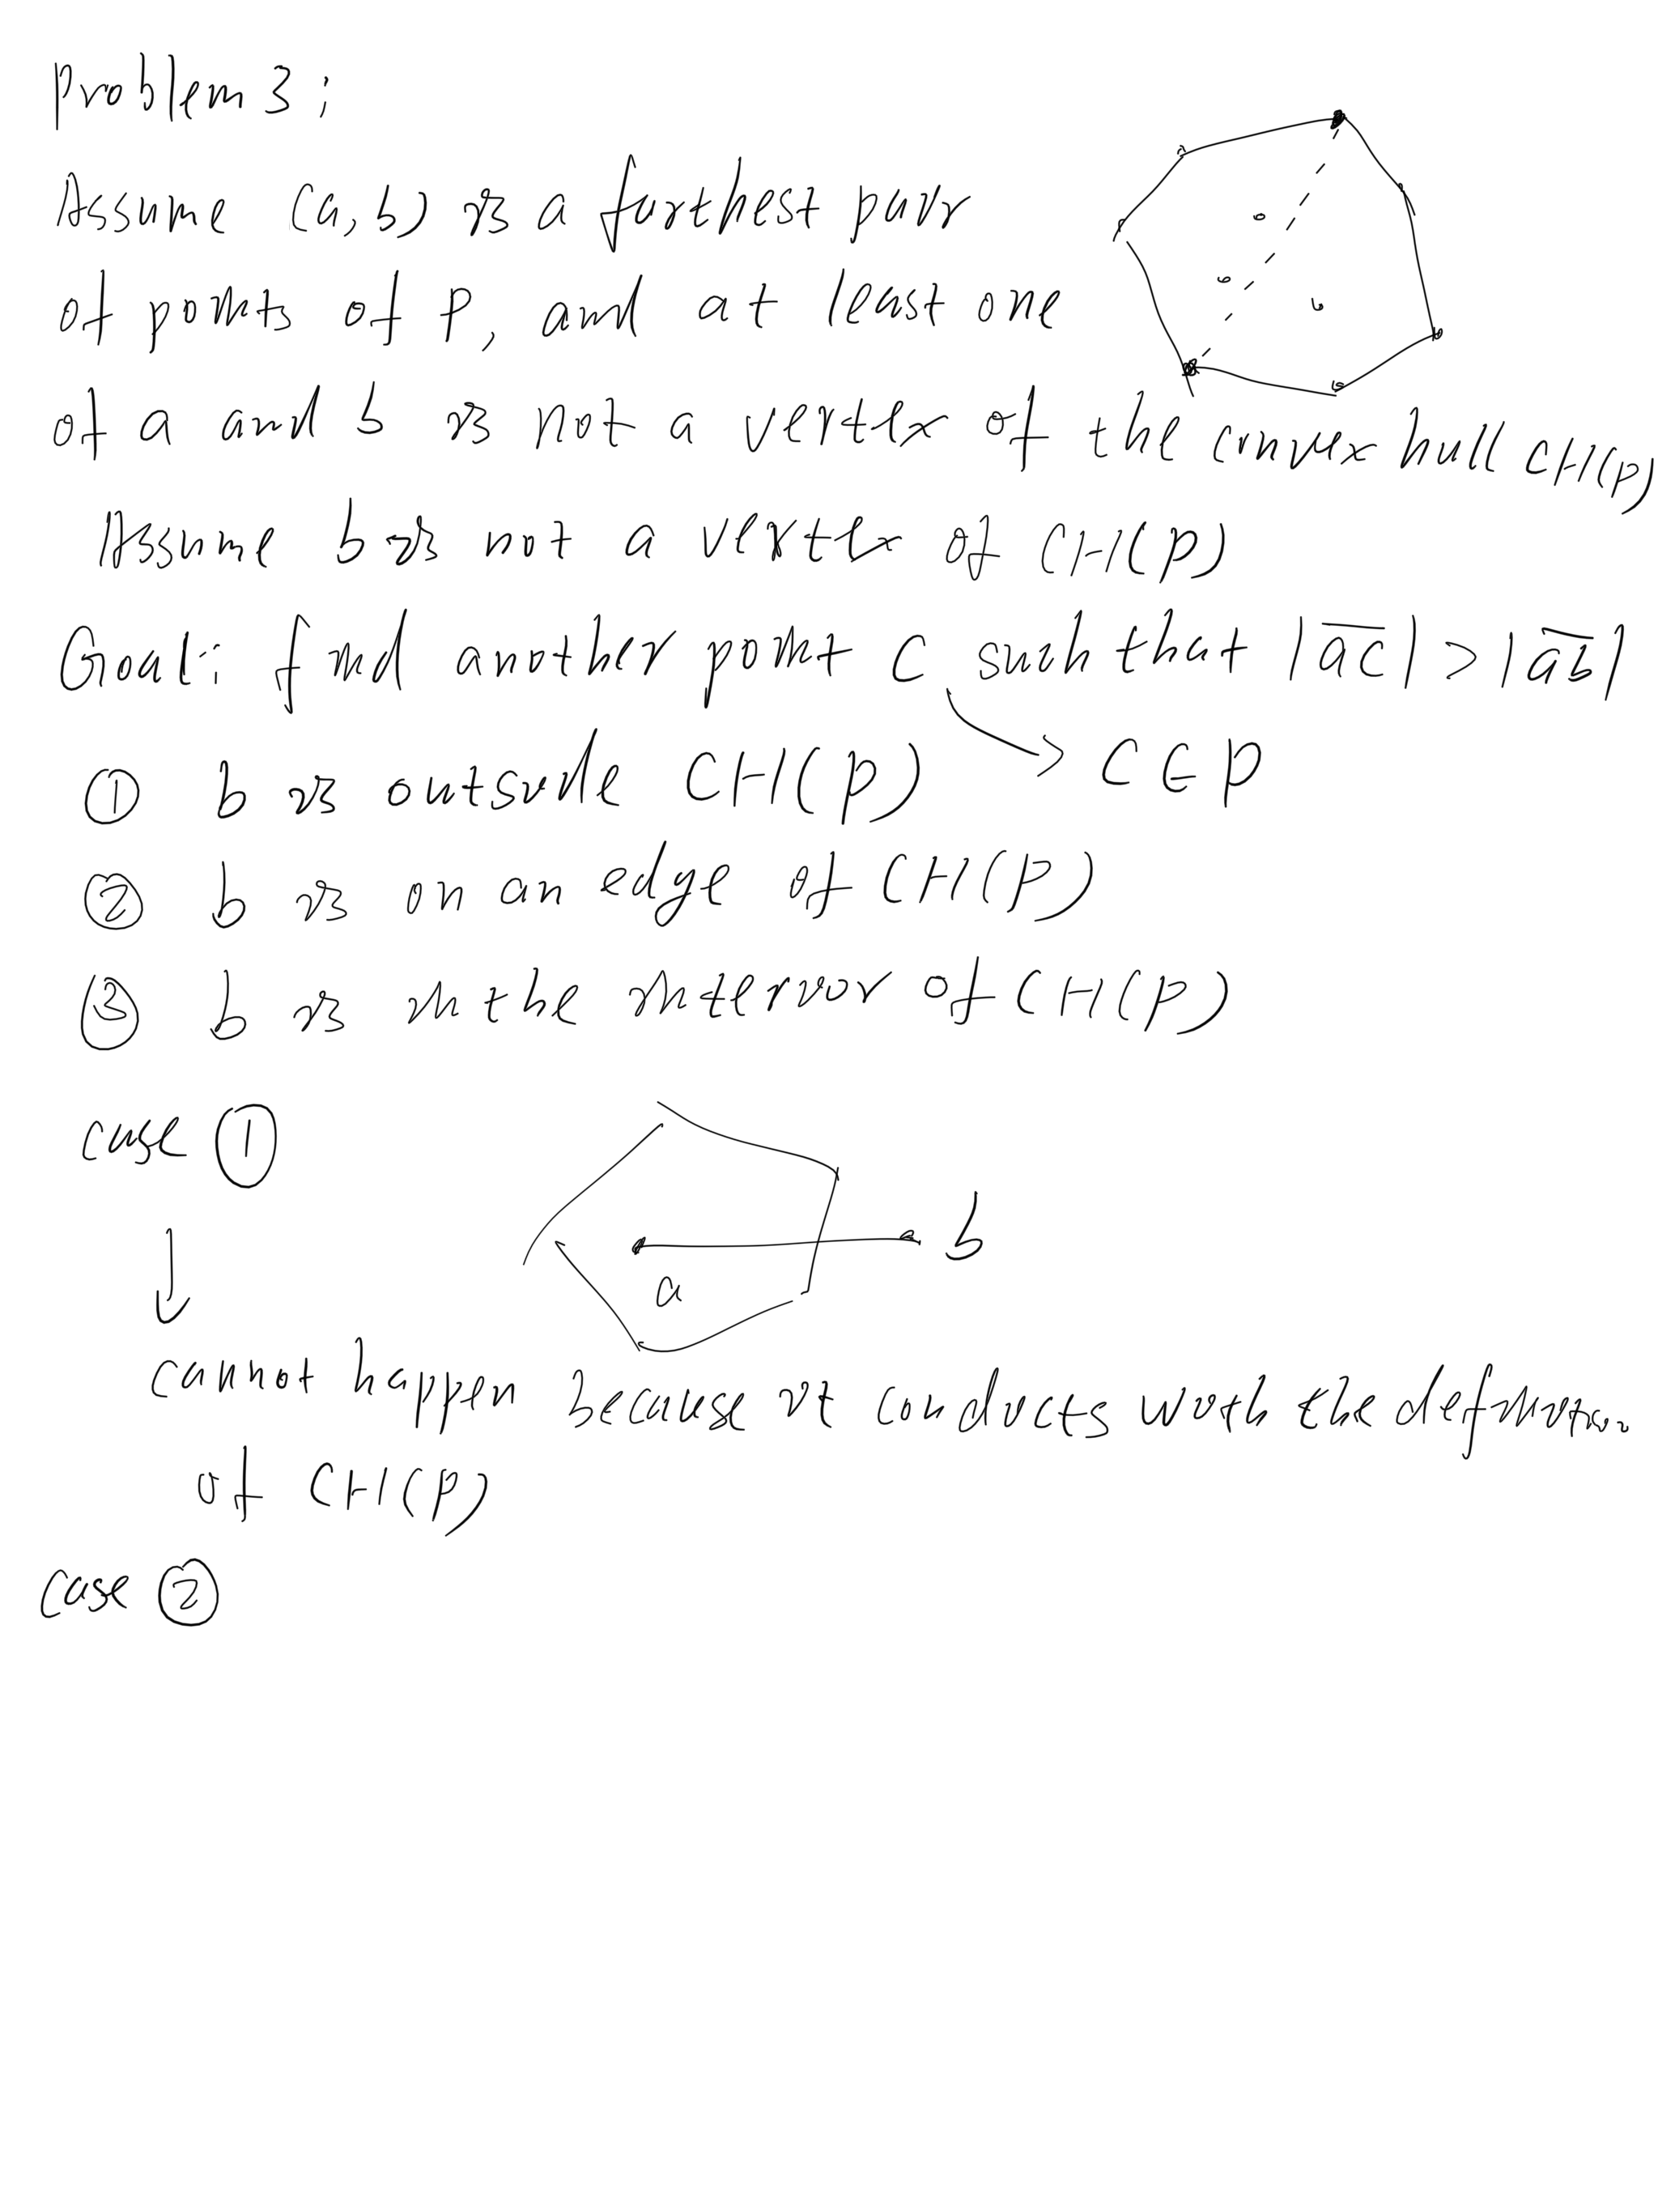 Problem 3:
Assume (a,b) is a furthest pair
of points of P, and at least one
of a and b is not a vertex of the convex hull CH(P)
Assume b is not a vertex of CH(P)
Goal: find another point C such that |ac| > |ab|
C ∈ P
① b is outside CH(P)
② b is on an edge of CH(P)
③ b is in the interior of CH(P)
case ①
b
a
cannot happen because it conducts with the definition
of CH(P)
case ②